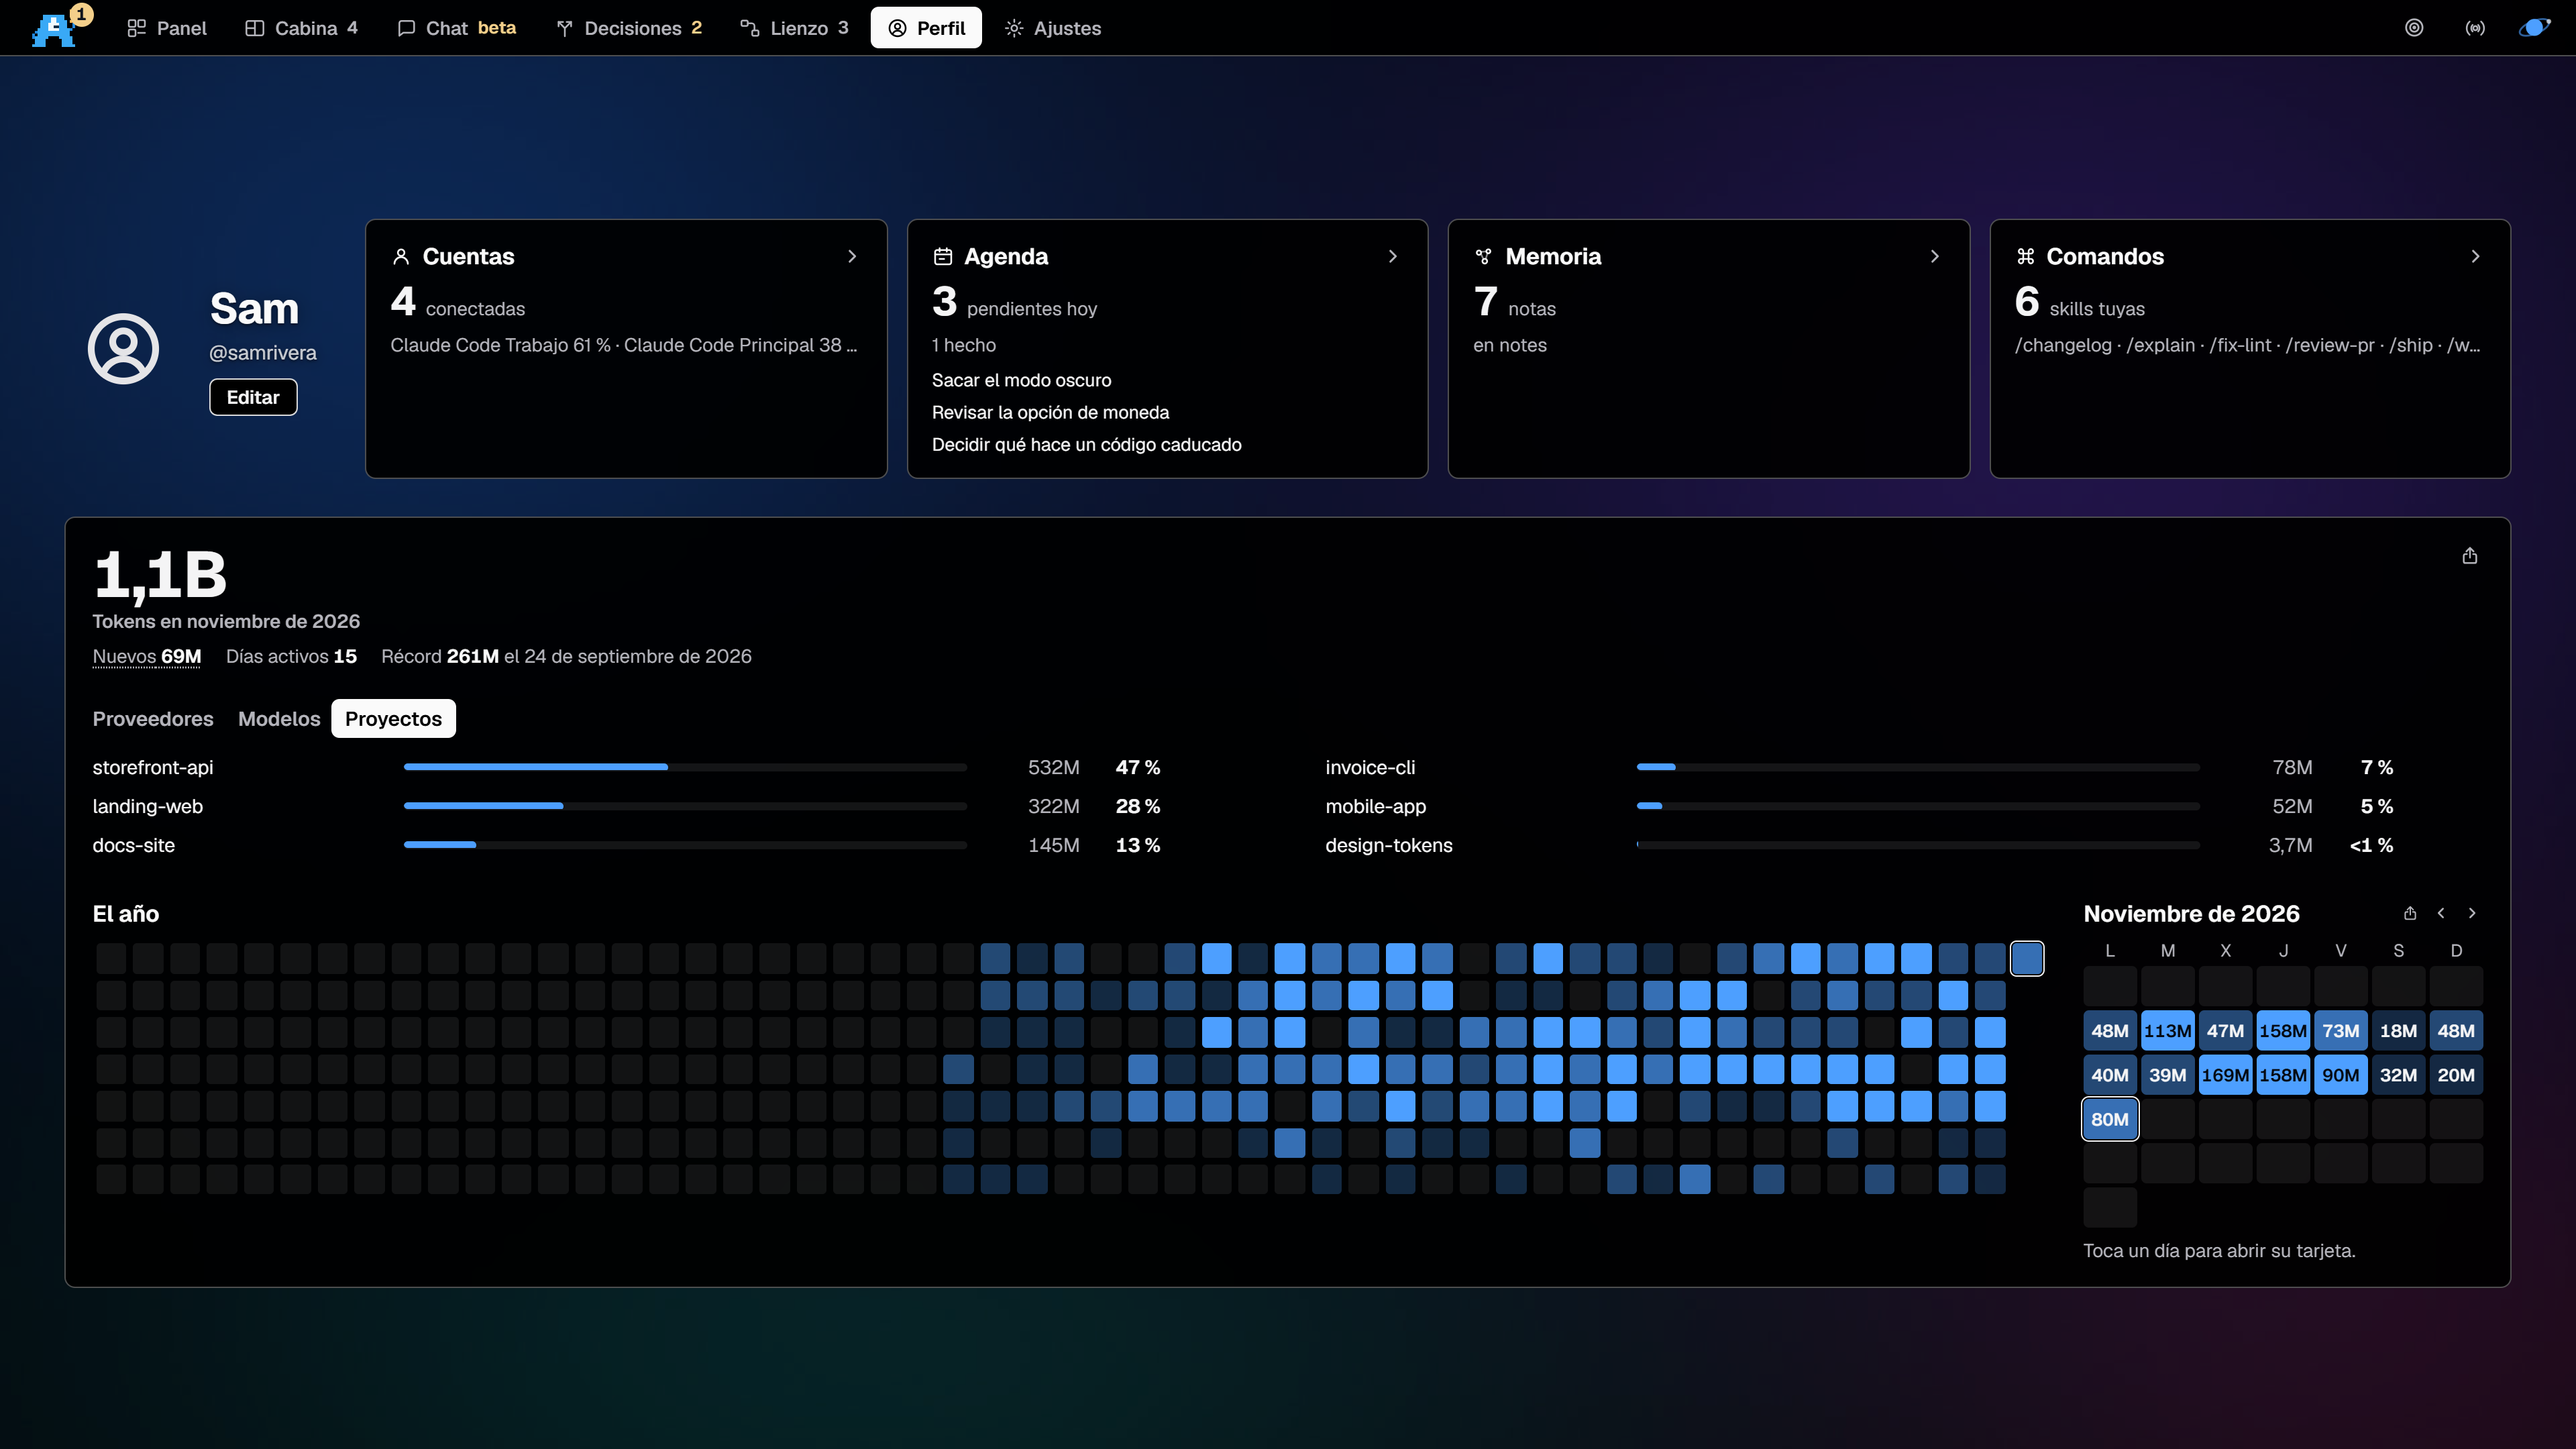 1
Panel
Cabina 4
Chat beta
Decisiones 2
Lienzo 3
Perfil
Ajustes
Sam
@samrivera
Editar
Cuentas
4 conectadas
Claude Code Trabajo 61 % · Claude Code Principal 38 ...
Agenda
3 pendientes hoy
1 hecho
Sacar el modo oscuro
Revisar la opción de moneda
Decidir qué hace un código caducado
Memoria
7 notas
en notes
Comandos
6 skills tuyas
/changelog · /explain · /fix-lint · /review-pr · /ship · /w...
1,1B
Tokens en noviembre de 2026
Nuevos 69M Días activos 15 Récord 261M el 24 de septiembre de 2026
Proveedores Modelos Proyectos
storefront-api 532M 47 %
landing-web 322M 28 %
docs-site 145M 13 %
invoice-cli 78M 7 %
mobile-app 52M 5 %
design-tokens 3,7M <1 %
El año
Noviembre de 2026
L M X J V S D
48M 113M 47M 158M 73M 18M 48M
40M 39M 169M 158M 90M 32M 20M
80M
Toca un día para abrir su tarjeta.